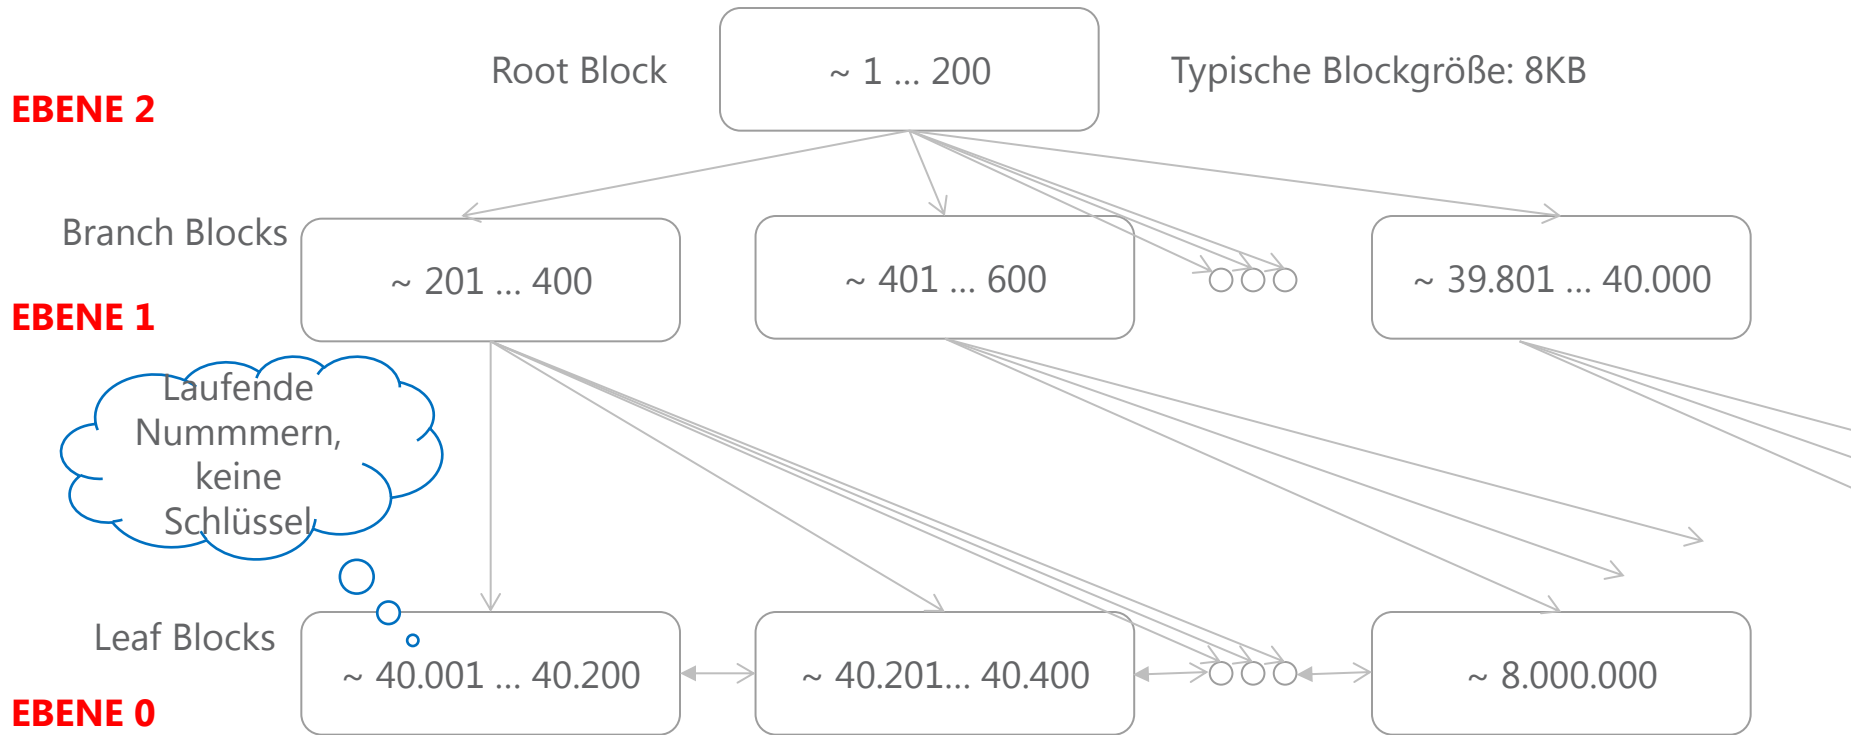 Root Block
~ 1 ... 200
Typische Blockgröße: 8KB
EBENE 2
Branch Blocks
~ 201 ... 400
~ 401 ... 600
~ 39.801 ... 40.000
EBENE 1
Laufende
Nummmern,
keine
Schlüssel
Leaf Blocks
~ 40.001 ... 40.200
~ 40.201... 40.400
~ 8.000.000
EBENE 0